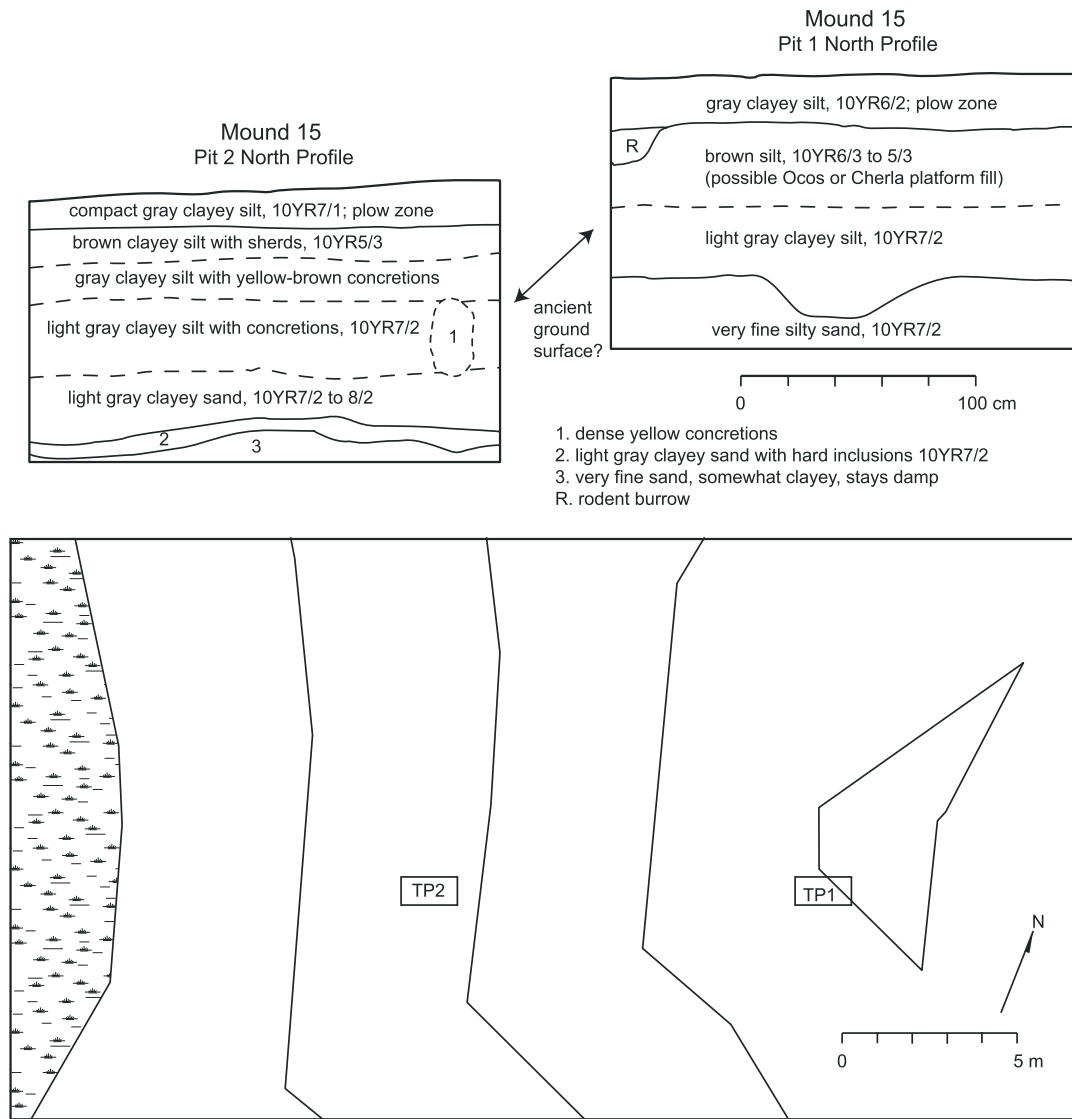 Mound 15
Pit 1 North Profile
gray clayey silt, 10YR6/2; plow zone
R
brown silt, 10YR6/3 to 5/3
(possible Ocos or Cherla platform fill)
light gray clayey silt, 10YR7/2
very fine silty sand, 10YR7/2
Mound 15
Pit 2 North Profile
compact gray clayey silt, 10YR7/1; plow zone
brown clayey silt with sherds, 10YR5/3
gray clayey silt with yellow-brown concretions
light gray clayey silt with concretions, 10YR7/2
1
light gray clayey sand, 10YR7/2 to 8/2
2
3
ancient
ground
surface?
0 100 cm
1. dense yellow concretions
2. light gray clayey sand with hard inclusions 10YR7/2
3. very fine sand, somewhat clayey, stays damp
R. rodent burrow
TP2
TP1
N
0 5 m